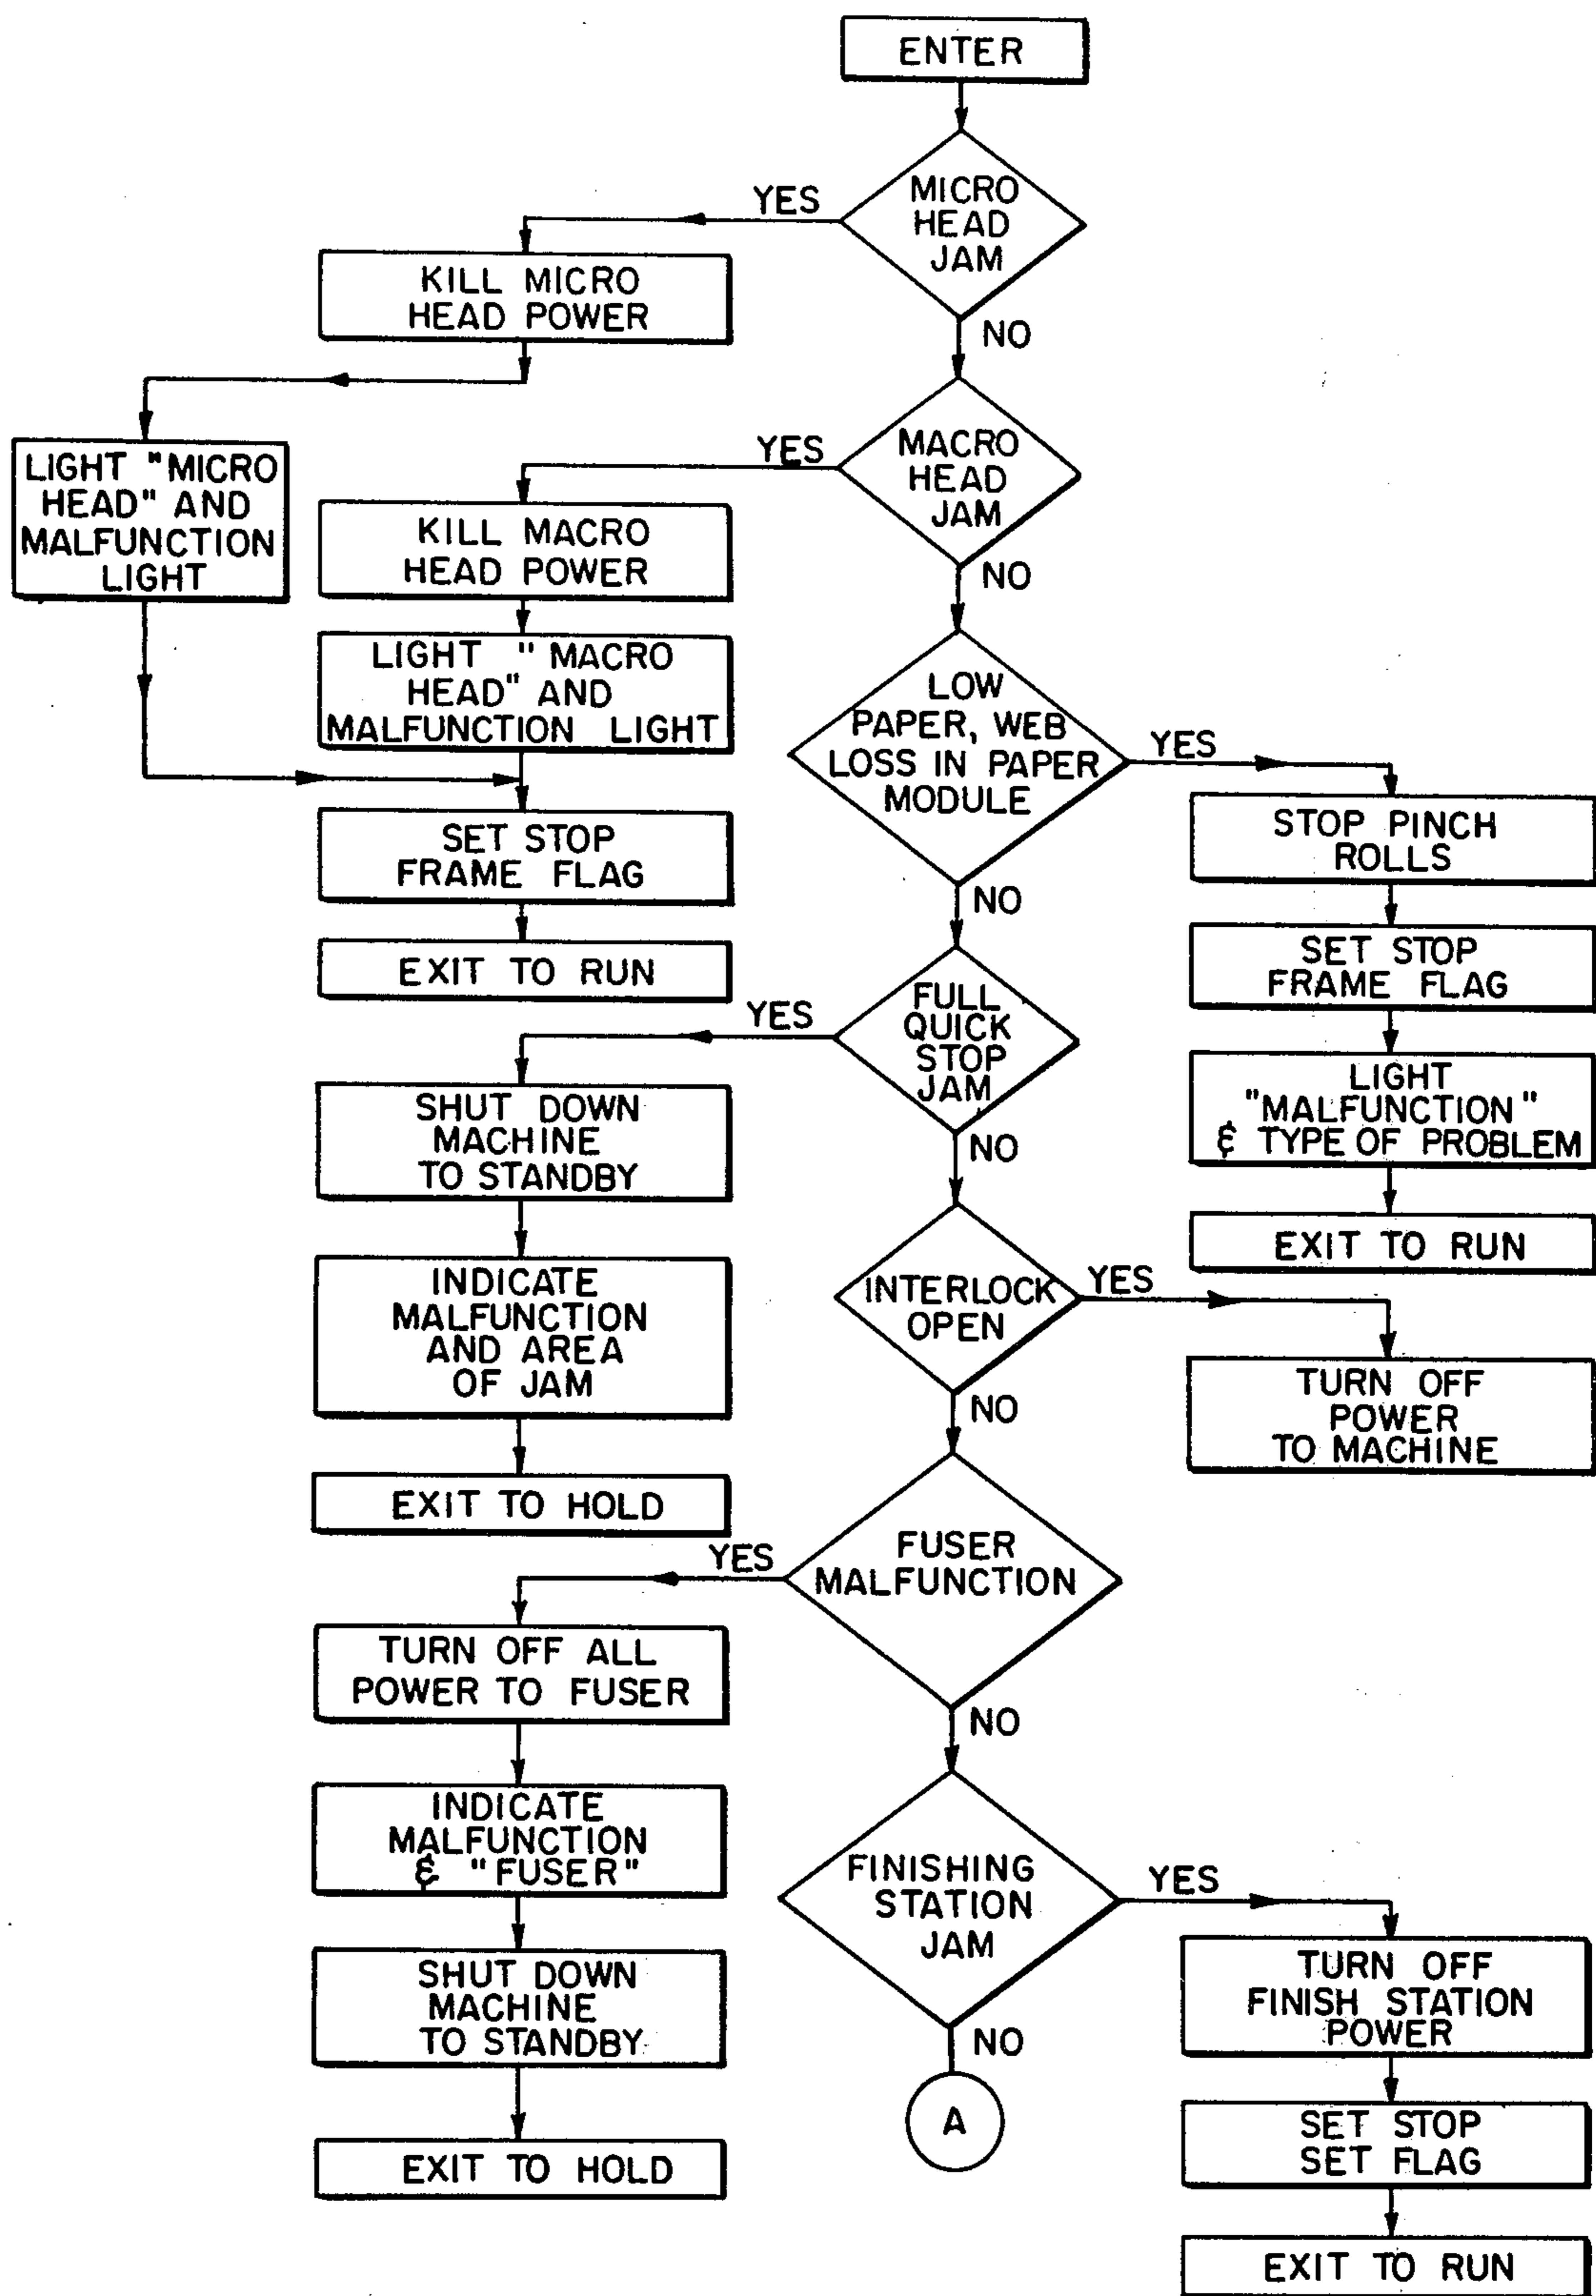 ENTER
MICRO
HEAD
JAM
YES
KILL MICRO
HEAD POWER
NO
LIGHT "MICRO
HEAD" AND
MALFUNCTION
LIGHT
MACRO
HEAD
JAM
YES
KILL MACRO
HEAD POWER
LIGHT "MACRO
HEAD" AND
MALFUNCTION LIGHT
SET STOP
FRAME FLAG
EXIT TO RUN
NO
LOW
PAPER, WEB
LOSS IN PAPER
MODULE
YES
STOP PINCH
ROLLS
SET STOP
FRAME FLAG
LIGHT
"MALFUNCTION"
& TYPE OF PROBLEM
EXIT TO RUN
NO
FULL
QUICK
STOP
JAM
YES
SHUT DOWN
MACHINE
TO STANDBY
INDICATE
MALFUNCTION
AND AREA
OF JAM
EXIT TO HOLD
NO
INTERLOCK
OPEN
YES
TURN OFF
POWER
TO MACHINE
NO
FUSER
MALFUNCTION
YES
TURN OFF ALL
POWER TO FUSER
INDICATE
MALFUNCTION
& "FUSER"
SHUT DOWN
MACHINE
TO STANDBY
EXIT TO HOLD
NO
FINISHING
STATION
JAM
YES
TURN OFF
FINISH STATION
POWER
SET STOP
SET FLAG
EXIT TO RUN
NO
A